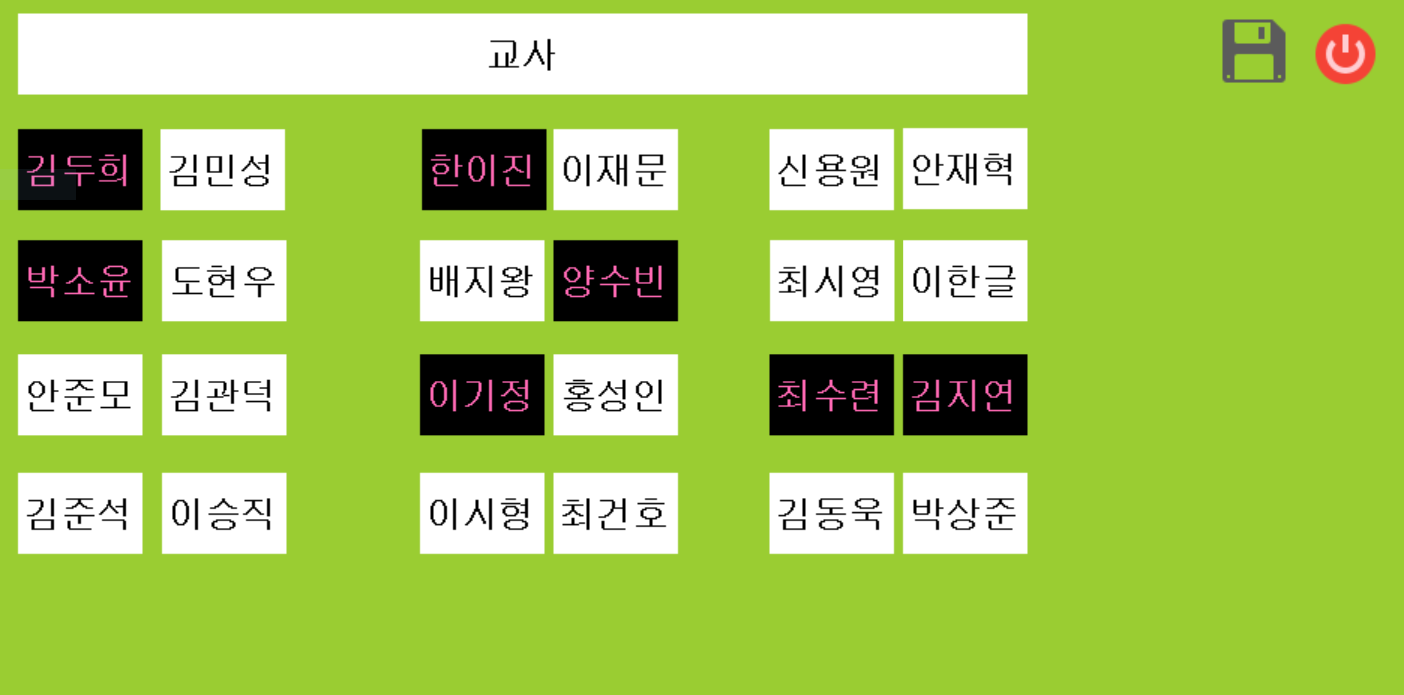 교사
김두희 김민성 한이진 이재문 신용원 안재혁
박소윤 도현우 배지왕 양수빈 최시영 이한글
안준모 김관덕 이기정 홍성인 최수련 김지연
김준석 이승직 이시형 최건호 김동욱 박상준